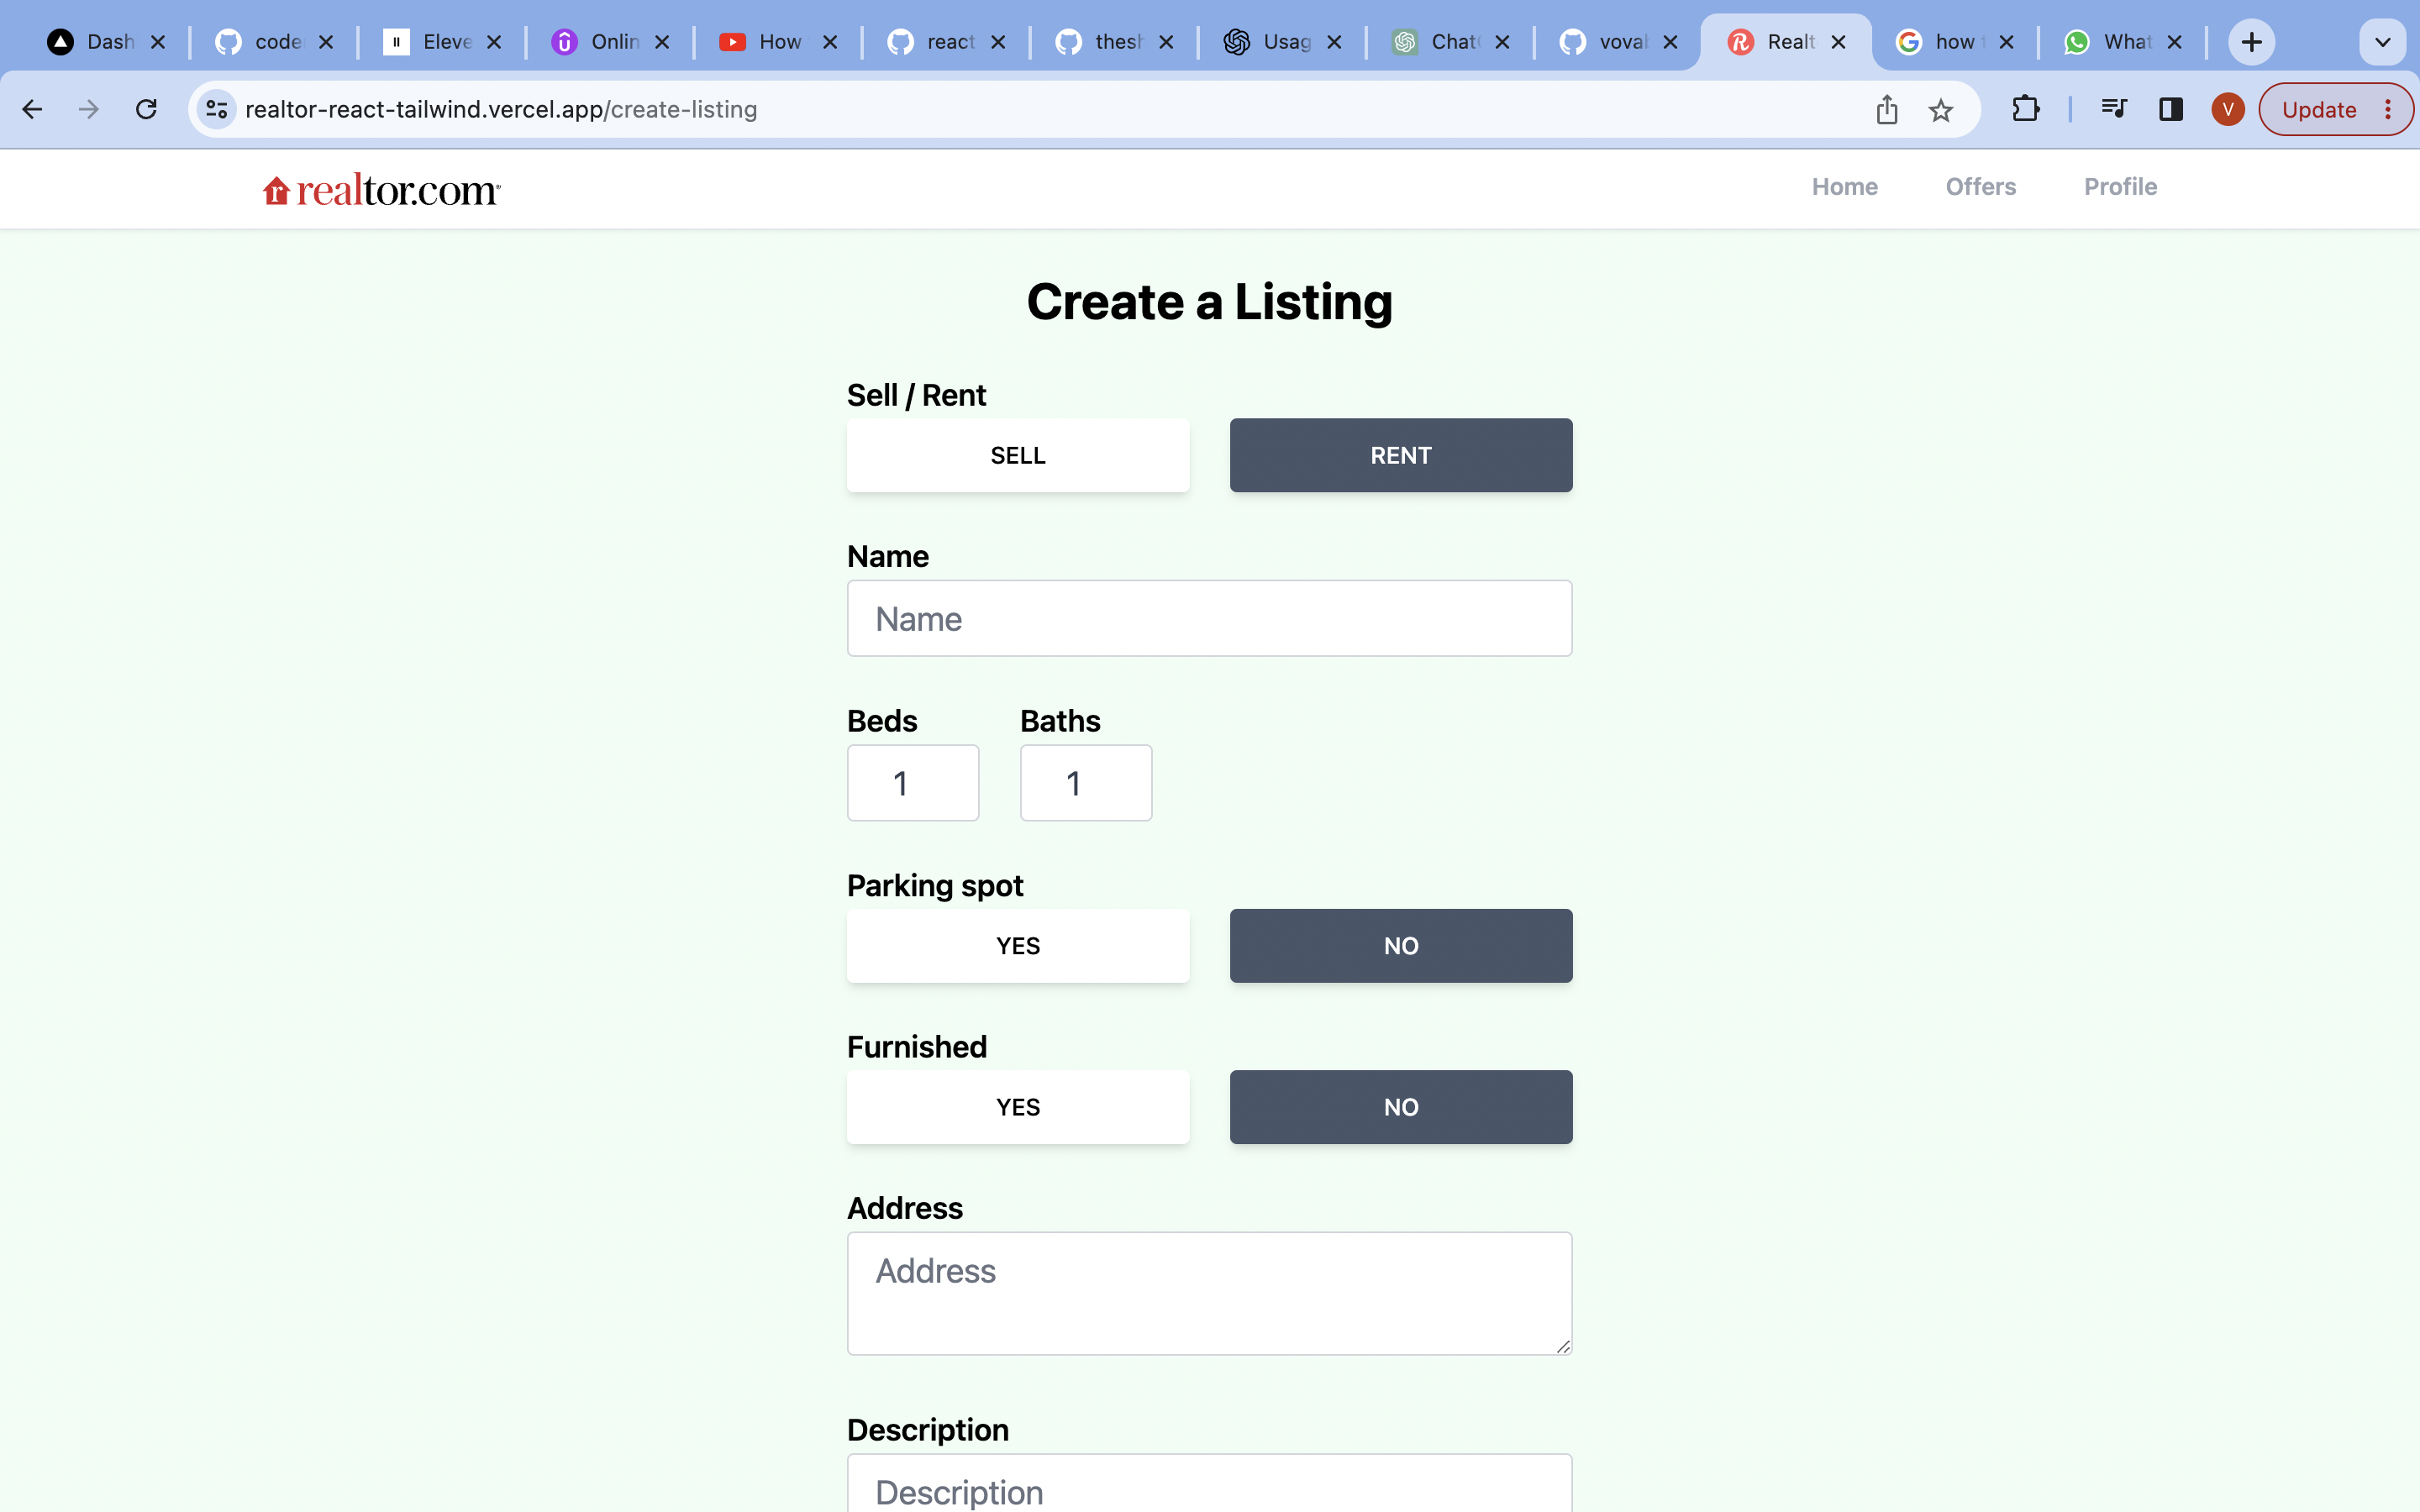 Dash code Eleve Onlin How react thesh Usag Chat vova Realt how What
realtor-react-tailwind.vercel.app/create-listing V Update
realtor.com Home Offers Profile
Create a Listing
Sell / Rent
SELL RENT
Name
Name
Beds Baths
1 1
Parking spot
YES NO
Furnished
YES NO
Address
Address
Description
Description